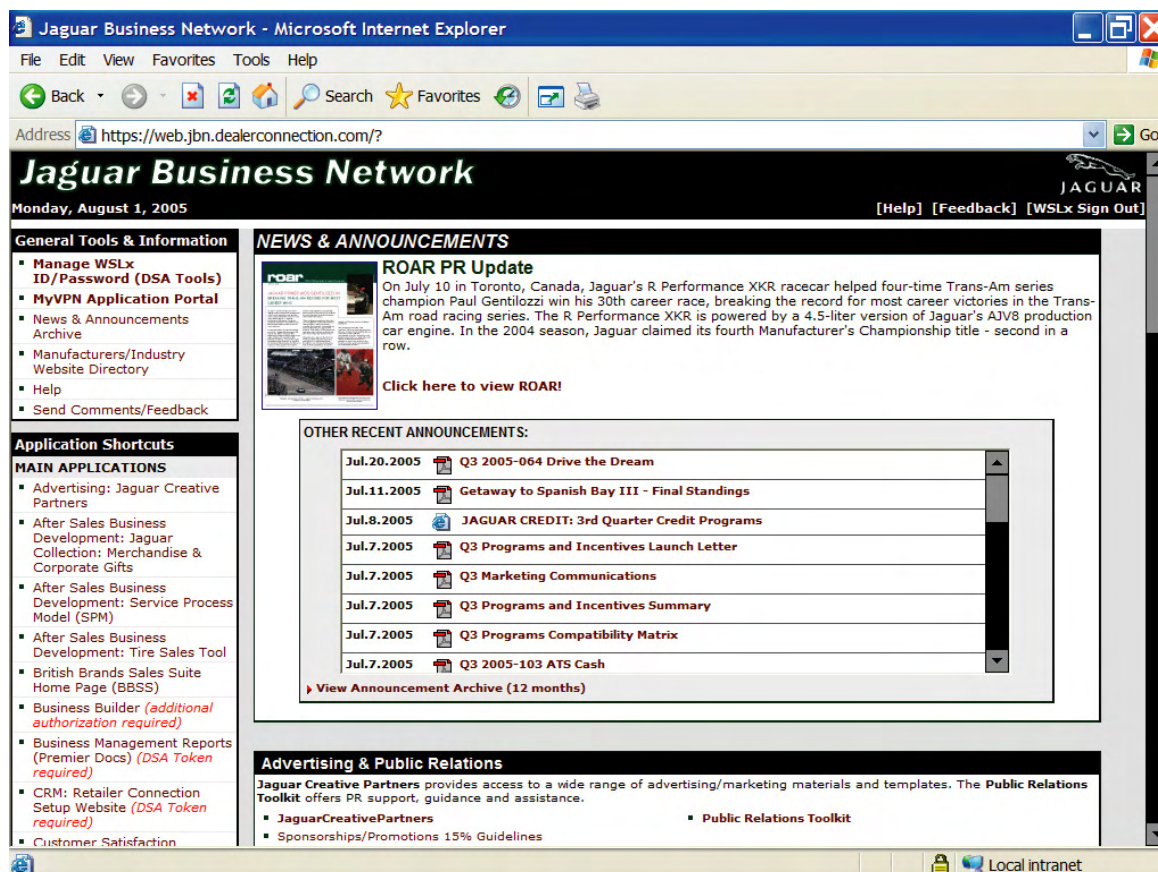 Jaguar Business Network - Microsoft Internet Explorer
File Edit View Favorites Tools Help
Back Search Favorites
Address https://web.jbn.dealerconnection.com/? Go
Jaguar Business Network
JAGUAR
Monday, August 1, 2005
[Help] [Feedback] [WSLx Sign Out]
General Tools & Information
Manage WSLx
ID/Password (DSA Tools)
MyVPN Application Portal
News & Announcements
Archive
Manufacturers/Industry
Website Directory
Help
Send Comments/Feedback
Application Shortcuts
MAIN APPLICATIONS
Advertising: Jaguar Creative
Partners
After Sales Business
Development: Jaguar
Collection: Merchandise &
Corporate Gifts
After Sales Business
Development: Service Process
Model (SPM)
After Sales Business
Development: Tire Sales Tool
British Brands Sales Suite
Home Page (BBSS)
Business Builder (additional
authorization required)
Business Management Reports
(Premier Docs) (DSA Token
required)
CRM: Retailer Connection
Setup Website (DSA Token
required)
Customer Satisfaction
NEWS & ANNOUNCEMENTS
roar
ROAR PR Update
On July 10 in Toronto, Canada, Jaguar's R Performance XKR racecar helped four-time Trans-Am series
champion Paul Gentilozzi win his 30th career race, breaking the record for most career victories in the Trans-
Am road racing series. The R Performance XKR is powered by a 4.5-liter version of Jaguar's AJV8 production
car engine. In the 2004 season, Jaguar claimed its fourth Manufacturer's Championship title - second in a
row.
Click here to view ROAR!
OTHER RECENT ANNOUNCEMENTS:
Jul.20.2005 Q3 2005-064 Drive the Dream
Jul.11.2005 Getaway to Spanish Bay III - Final Standings
Jul.8.2005 JAGUAR CREDIT: 3rd Quarter Credit Programs
Jul.7.2005 Q3 Programs and Incentives Launch Letter
Jul.7.2005 Q3 Marketing Communications
Jul.7.2005 Q3 Programs and Incentives Summary
Jul.7.2005 Q3 Programs Compatibility Matrix
Jul.7.2005 Q3 2005-103 ATS Cash
View Announcement Archive (12 months)
Advertising & Public Relations
Jaguar Creative Partners provides access to a wide range of advertising/marketing materials and templates. The Public Relations
Toolkit offers PR support, guidance and assistance.
JaguarCreativePartners
Public Relations Toolkit
Sponsorships/Promotions 15% Guidelines
Local intranet